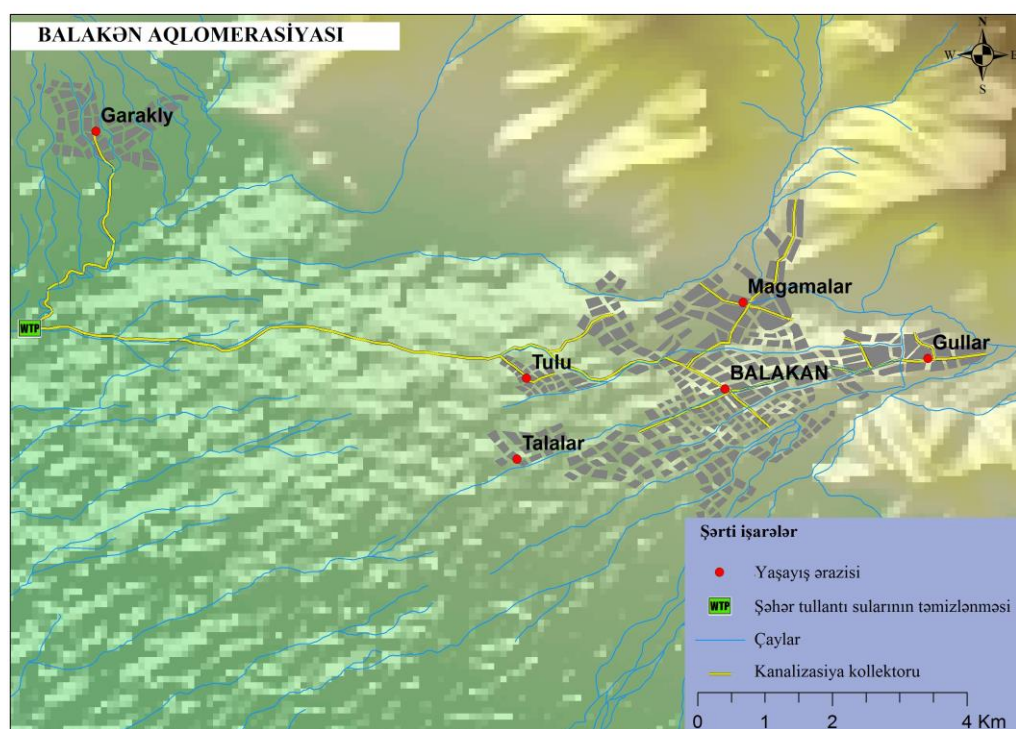 BALAKƏN AQLOMERASİYASI
N
W E
S
Garakly
Magamalar
Gullar
WTP
Tulu
BALAKAN
Talalar
Şərti işarələr
Yaşayış ərazisi
WTP Şəhər tullantı sularının təmizlənməsi
Çaylar
Kanalizasiya kollektoru
0 1 2 4 Km